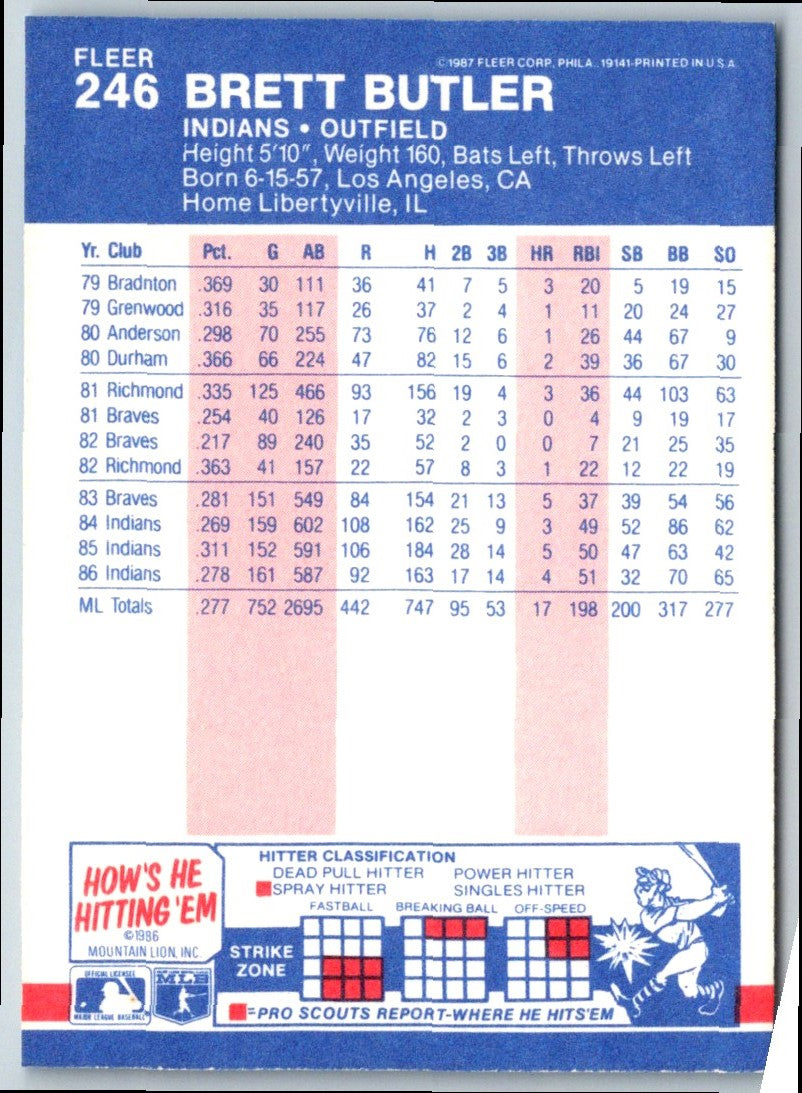 FLEER
©1987 FLEER CORP., PHILA., 19141-PRINTED IN U.S.A.
246 BRETT BUTLER
INDIANS • OUTFIELD
Height 5'10", Weight 160, Bats Left, Throws Left
Born 6-15-57, Los Angeles, CA
Home Libertyville, IL
Yr. Club Pct. G AB R H 2B 3B HR RBI SB BB SO
79 Bradnton .369 30 111 36 41 7 5 3 20 5 19 15
79 Grenwood .316 35 117 26 37 2 4 1 11 20 24 27
80 Anderson .298 70 255 73 76 12 6 1 26 44 67 9
80 Durham .366 66 224 47 82 15 6 2 39 36 67 30
81 Richmond .335 125 466 93 156 19 4 3 36 44 103 63
81 Braves .254 40 126 17 32 2 3 0 4 9 19 17
82 Braves .217 89 240 35 52 2 0 0 7 21 25 35
82 Richmond .363 41 157 22 57 8 3 1 22 12 22 19
83 Braves .281 151 549 84 154 21 13 5 37 39 54 56
84 Indians .269 159 602 108 162 25 9 3 49 52 86 62
85 Indians .311 152 591 106 184 28 14 5 50 47 63 42
86 Indians .278 161 587 92 163 17 14 4 51 32 70 65
ML Totals .277 752 2695 442 747 95 53 17 198 200 317 277
HOW'S HE
HITTING 'EM
©1986
MOUNTAIN LION, INC.
OFFICIAL LICENSEE
MAJOR LEAGUE BASEBALL
MLB
HITTER CLASSIFICATION
DEAD PULL HITTER POWER HITTER
SPRAY HITTER SINGLES HITTER
FASTBALL BREAKING BALL OFF-SPEED
STRIKE
ZONE
=PRO SCOUTS REPORT-WHERE HE HITS'EM